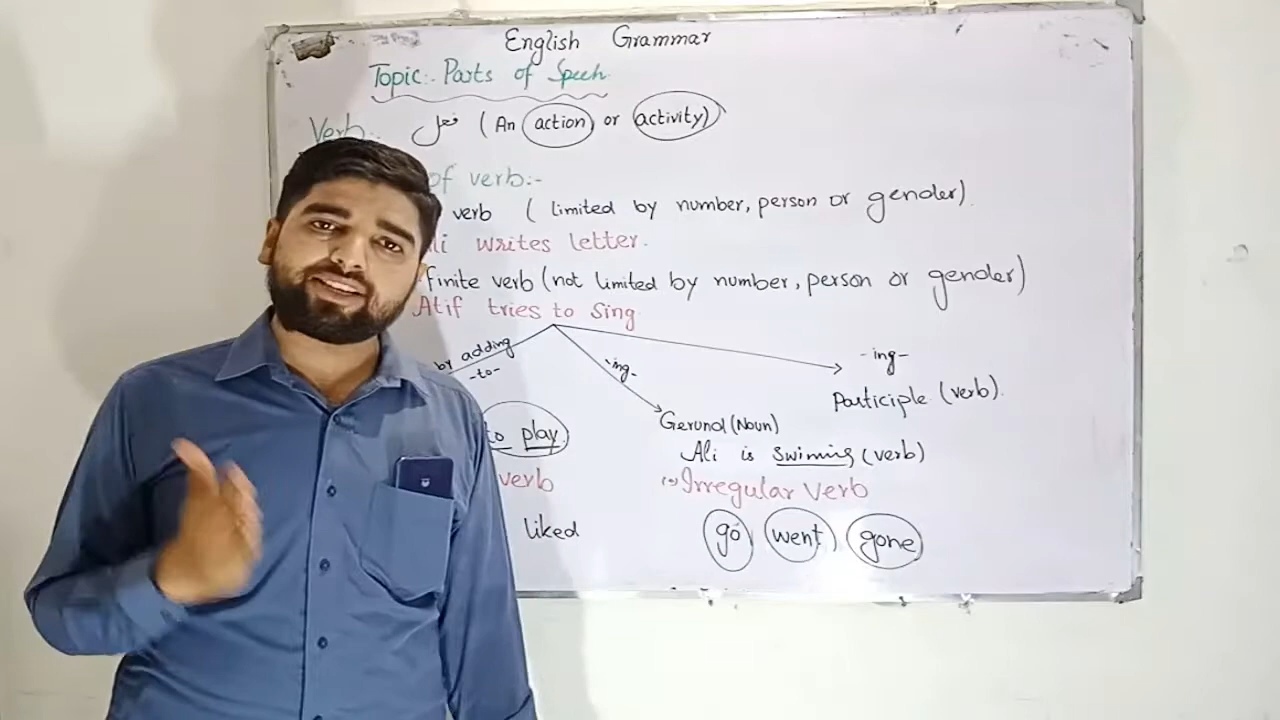 English Grammar
Topic:- Parts of Speech
Verb:- فعل (An action or activity)
of verb:-
verb ( limited by number, person or gender).
Ali writes letter.
finite verb (not limited by number, person or gender)
Atif tries to Sing
by adding -to-
-ing-
-ing-
Participle (verb).
Gerund (Noun)
to play
Ali is Swiming (verb)
verb
Irregular Verb
liked
go went gone